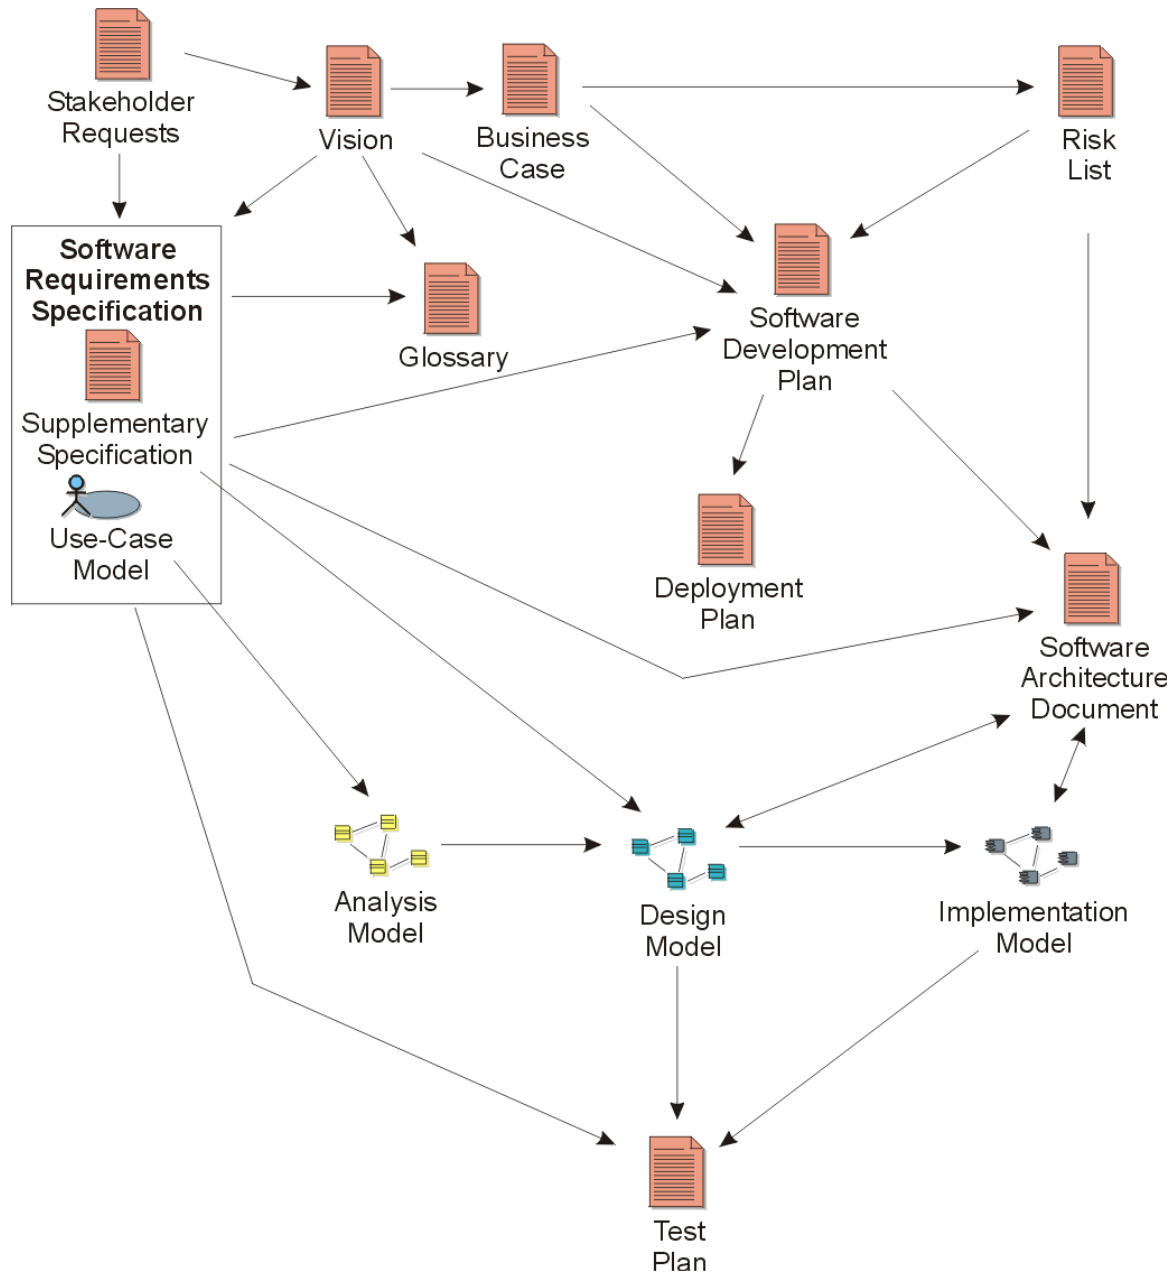 Stakeholder
Requests
Vision
Business
Case
Risk
List
Software
Requirements
Specification
Supplementary
Specification
Use-Case
Model
Glossary
Software
Development
Plan
Deployment
Plan
Software
Architecture
Document
Analysis
Model
Design
Model
Implementation
Model
Test
Plan